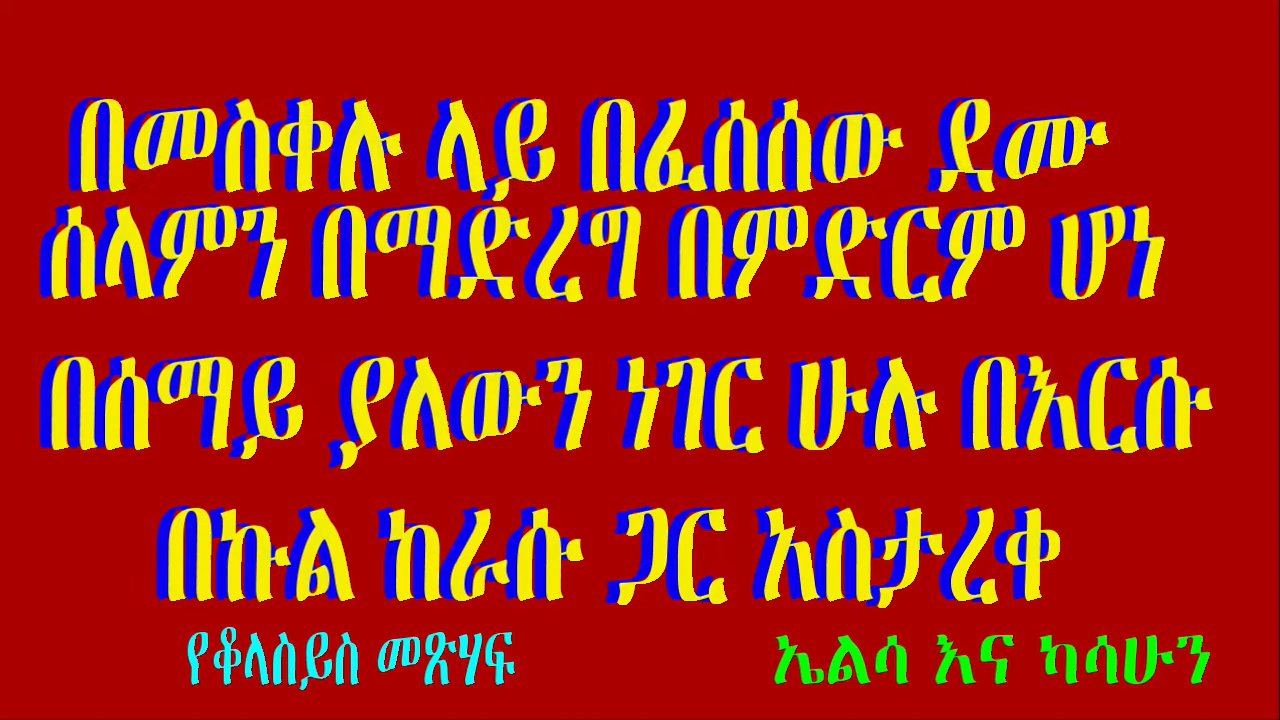 በመስቀሉ ላይ በፈሰሰው ደሙ
ሰላምን በማድረግ በምድርም ሆነ
በሰማይ ያለውን ነገር ሁሉ በእርሱ
በኩል ከራሱ ጋር አስታረቀ
የቆላስይስ መጽሃፍ
ኤልሳ እና ካሳሁን